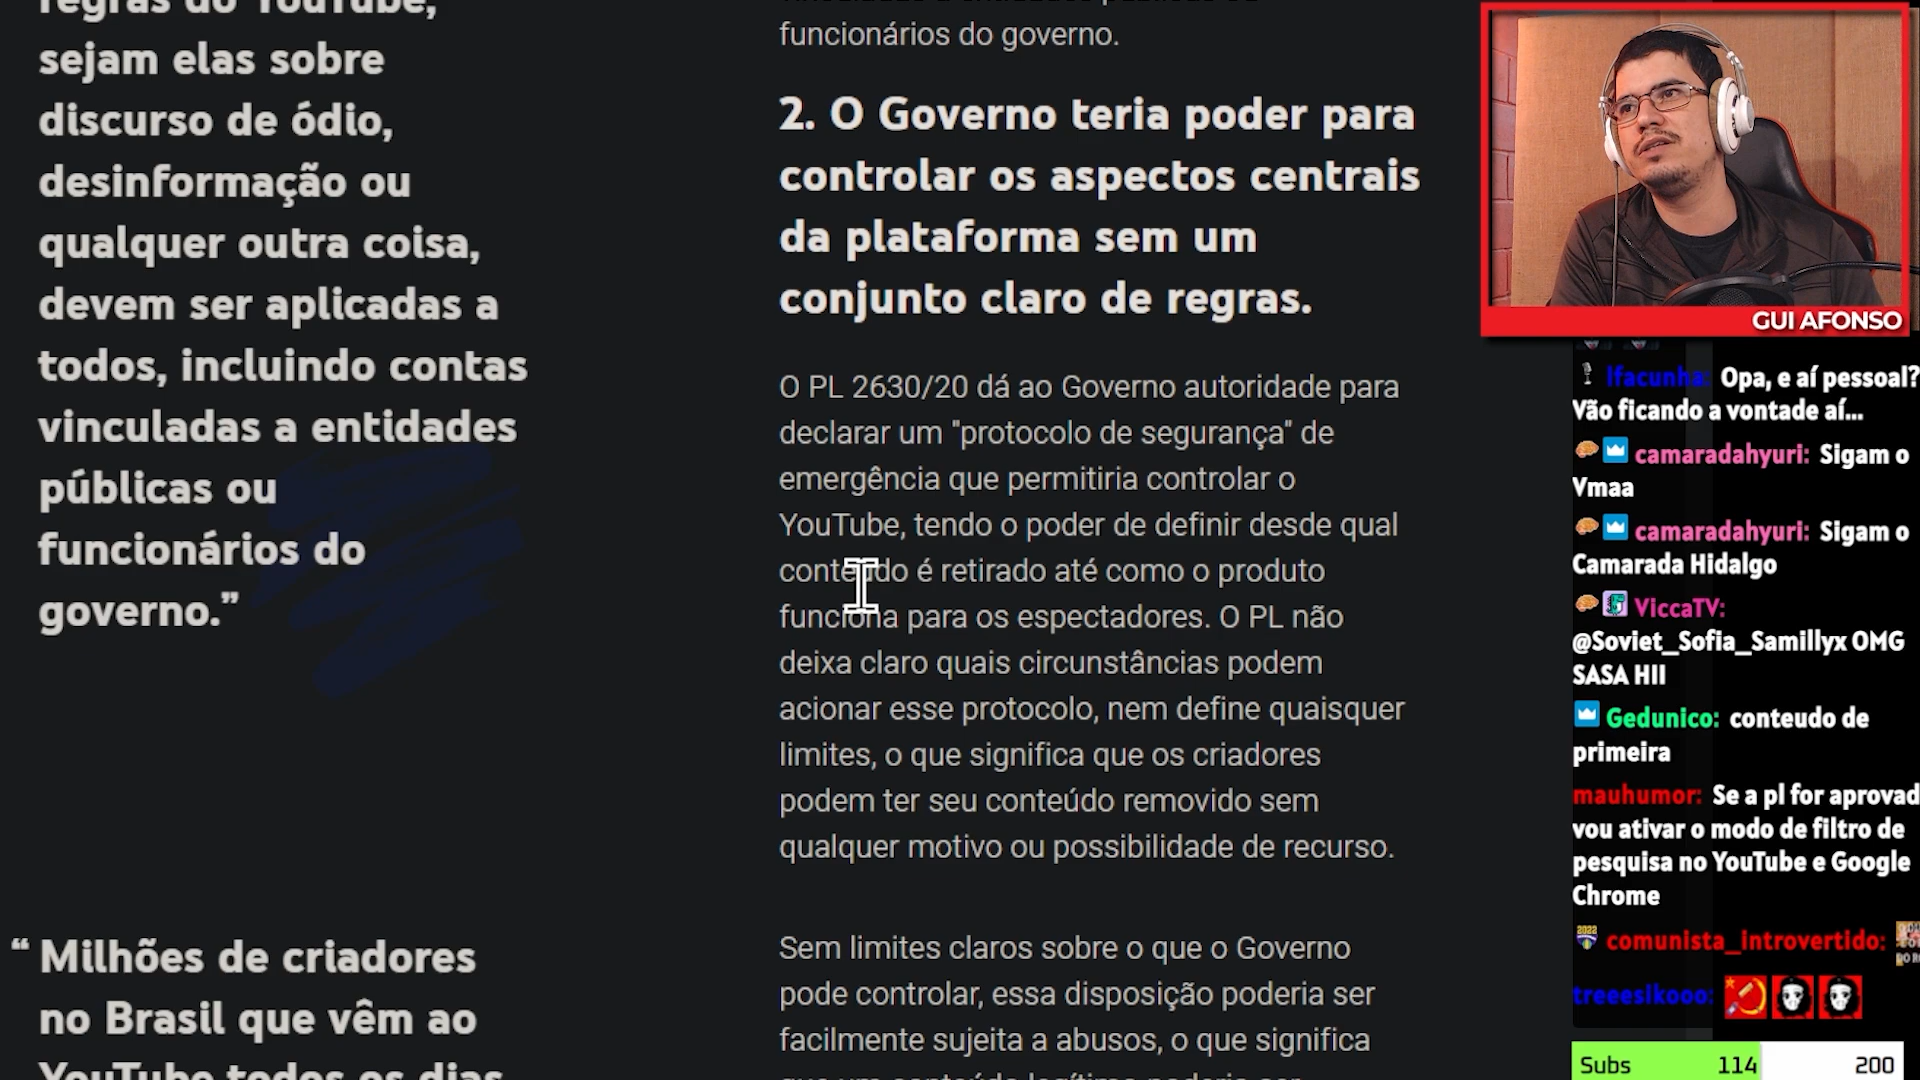 regras do YouTube,
sejam elas sobre
discurso de ódio,
desinformação ou
qualquer outra coisa,
devem ser aplicadas a
todos, incluindo contas
vinculadas a entidades
públicas ou
funcionários do
governo.”
“ Milhões de criadores
no Brasil que vêm ao
YouTube todos os dias
funcionários do governo.
2. O Governo teria poder para
controlar os aspectos centrais
da plataforma sem um
conjunto claro de regras.
O PL 2630/20 dá ao Governo autoridade para
declarar um "protocolo de segurança" de
emergência que permitiria controlar o
YouTube, tendo o poder de definir desde qual
conteúdo é retirado até como o produto
funciona para os espectadores. O PL não
deixa claro quais circunstâncias podem
acionar esse protocolo, nem define quaisquer
limites, o que significa que os criadores
podem ter seu conteúdo removido sem
qualquer motivo ou possibilidade de recurso.
Sem limites claros sobre o que o Governo
pode controlar, essa disposição poderia ser
facilmente sujeita a abusos, o que significa
GUI AFONSO
lfacunha: Opa, e aí pessoal?
Vão ficando a vontade aí...
camaradahyuri: Sigam o
Vmaa
camaradahyuri: Sigam o
Camarada Hidalgo
ViccaTV:
@Soviet_Sofia_Samillyx OMG
SASA HII
Gedunico: conteudo de
primeira
mauhumor: Se a pl for aprovad
vou ativar o modo de filtro de
pesquisa no YouTube e Google
Chrome
2022
comunista_introvertido:
treeeslkooo:
Subs 114 200